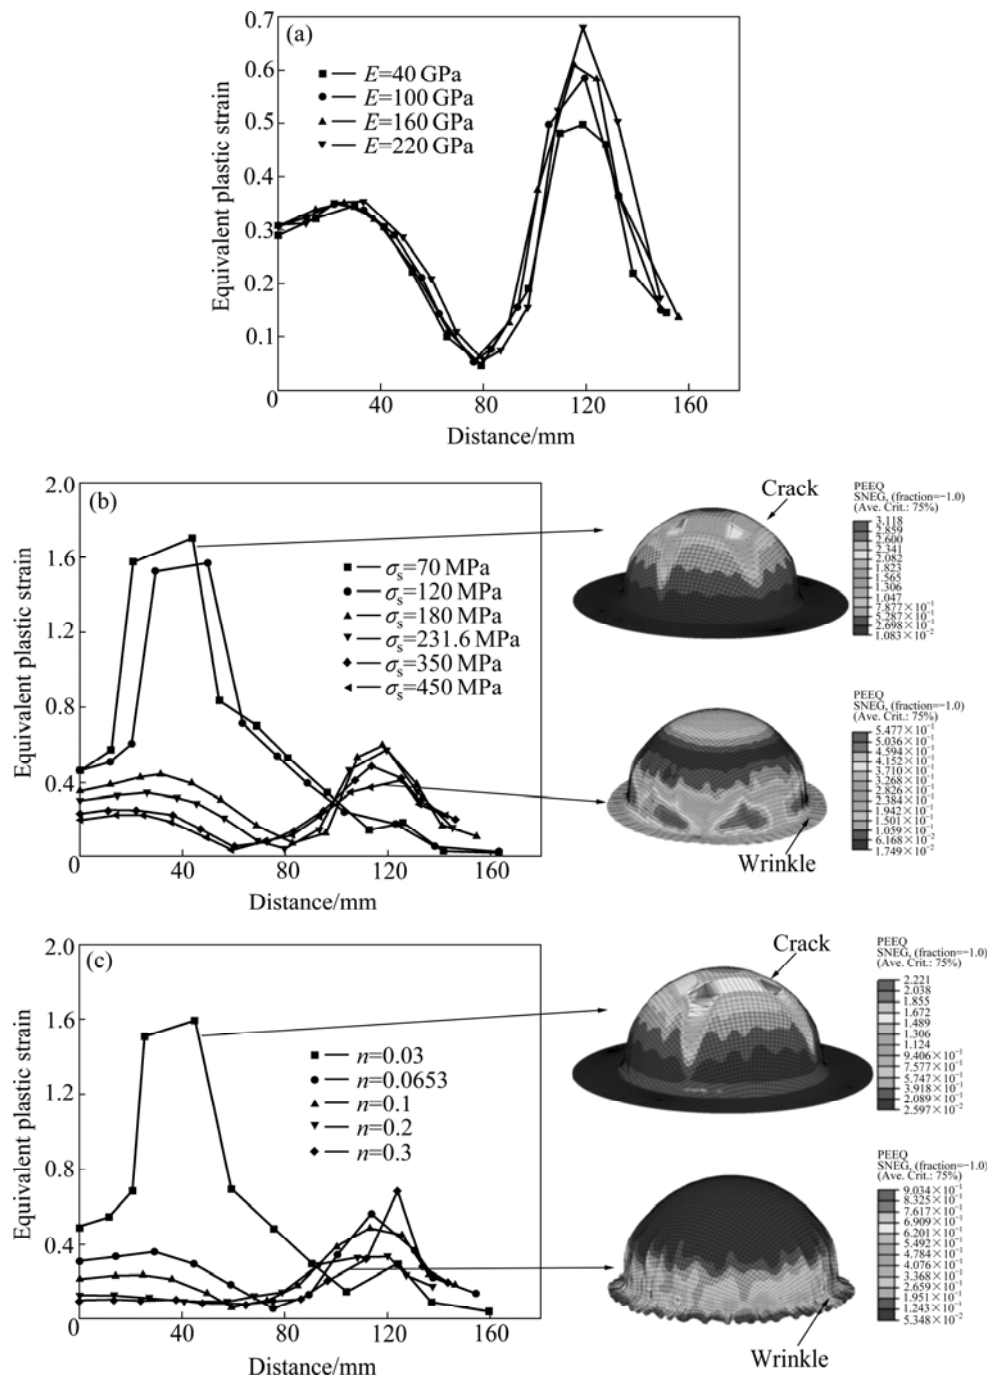 (a)
0.7
0.6
0.5
0.4
0.3
0.2
0.1
0
40
80
120
160
Equivalent plastic strain
Distance/mm
E=40 GPa
E=100 GPa
E=160 GPa
E=220 GPa
(b)
2.0
1.6
1.2
0.8
0.4
0
40
80
120
160
Equivalent plastic strain
Distance/mm
σs=70 MPa
σs=120 MPa
σs=180 MPa
σs=231.6 MPa
σs=350 MPa
σs=450 MPa
Crack
PEEQ
SNEG, (fraction=−1.0)
(Ave. Crit.: 75%)
3.118
2.859
2.600
2.341
2.082
1.823
1.565
1.306
1.047
7.877×10⁻¹
5.287×10⁻¹
2.698×10⁻¹
1.083×10⁻²
Wrinkle
PEEQ
SNEG, (fraction=−1.0)
(Ave. Crit.: 75%)
5.477×10⁻¹
5.036×10⁻¹
4.594×10⁻¹
4.152×10⁻¹
3.710×10⁻¹
3.268×10⁻¹
2.826×10⁻¹
2.384×10⁻¹
1.942×10⁻¹
1.501×10⁻¹
1.059×10⁻¹
6.168×10⁻²
1.749×10⁻²
(c)
2.0
1.6
1.2
0.8
0.4
0
40
80
120
160
Equivalent plastic strain
Distance/mm
n=0.03
n=0.0653
n=0.1
n=0.2
n=0.3
Crack
PEEQ
SNEG, (fraction=−1.0)
(Ave. Crit.: 75%)
2.221
2.038
1.855
1.672
1.489
1.306
1.124
9.406×10⁻¹
7.577×10⁻¹
5.747×10⁻¹
3.918×10⁻¹
2.089×10⁻¹
2.597×10⁻²
Wrinkle
PEEQ
SNEG, (fraction=−1.0)
(Ave. Crit.: 75%)
9.034×10⁻¹
8.325×10⁻¹
7.617×10⁻¹
6.909×10⁻¹
6.201×10⁻¹
5.492×10⁻¹
4.784×10⁻¹
4.076×10⁻¹
3.368×10⁻¹
2.659×10⁻¹
1.951×10⁻¹
1.243×10⁻¹
5.348×10⁻²